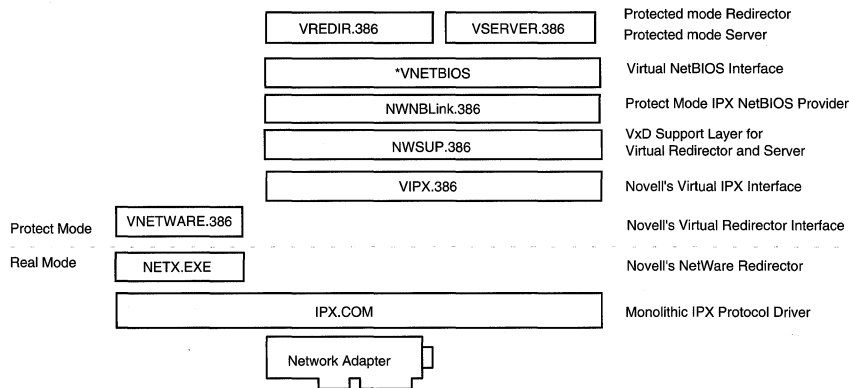 VREDIR.386 VSERVER.386 Protected mode Redirector
Protected mode Server
*VNETBIOS Virtual NetBIOS Interface
NWNBLink.386 Protect Mode IPX NetBIOS Provider
NWSUP.386 VxD Support Layer for
Virtual Redirector and Server
VIPX.386 Novell's Virtual IPX Interface
Protect Mode VNETWARE.386 Novell's Virtual Redirector Interface
Real Mode NETX.EXE Novell's NetWare Redirector
IPX.COM Monolithic IPX Protocol Driver
Network Adapter